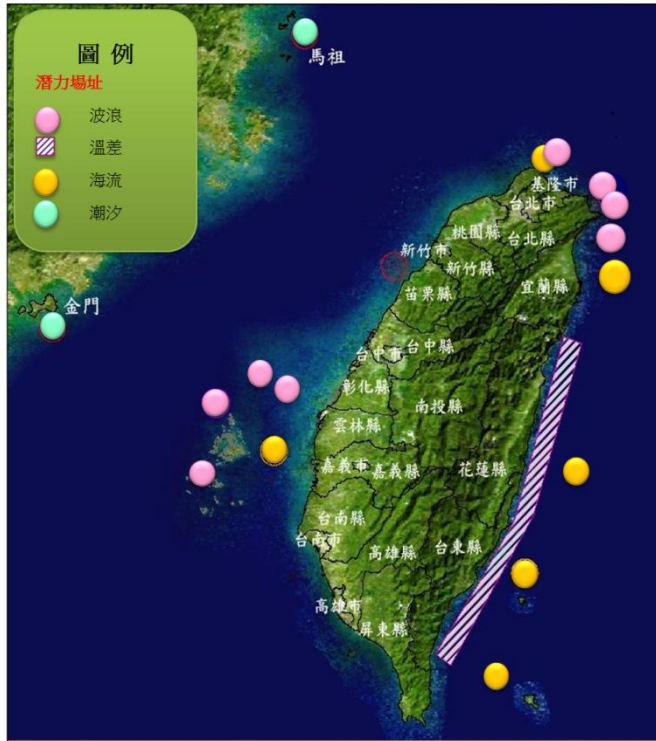 圖例
潛力場址
波浪
溫差
海流
潮汐
馬祖
金門
基隆市
台北市
桃園縣
台北縣
新竹市
新竹縣
宜蘭縣
苗栗縣
台中縣
台中市
彰化縣
南投縣
雲林縣
嘉義市
嘉義縣
花蓮縣
台南縣
台南市
高雄縣
台東縣
高雄市
屏東縣